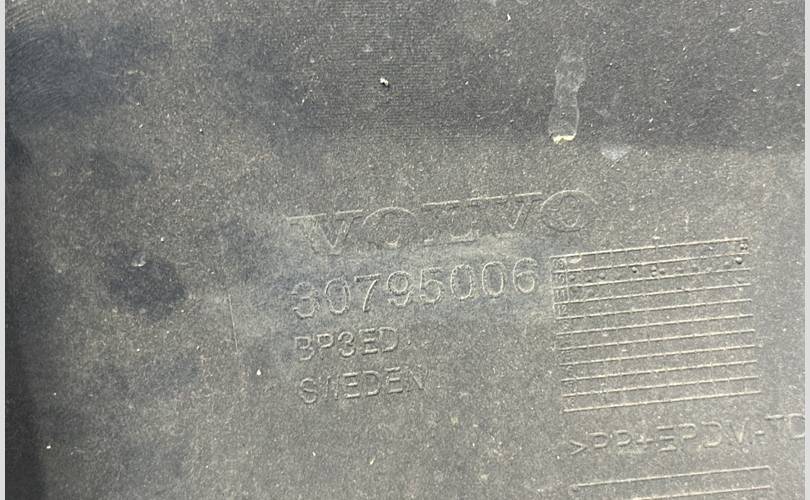 VOLVO
30795006
BP3ED
SWEDEN
>PP+EPDM-TD